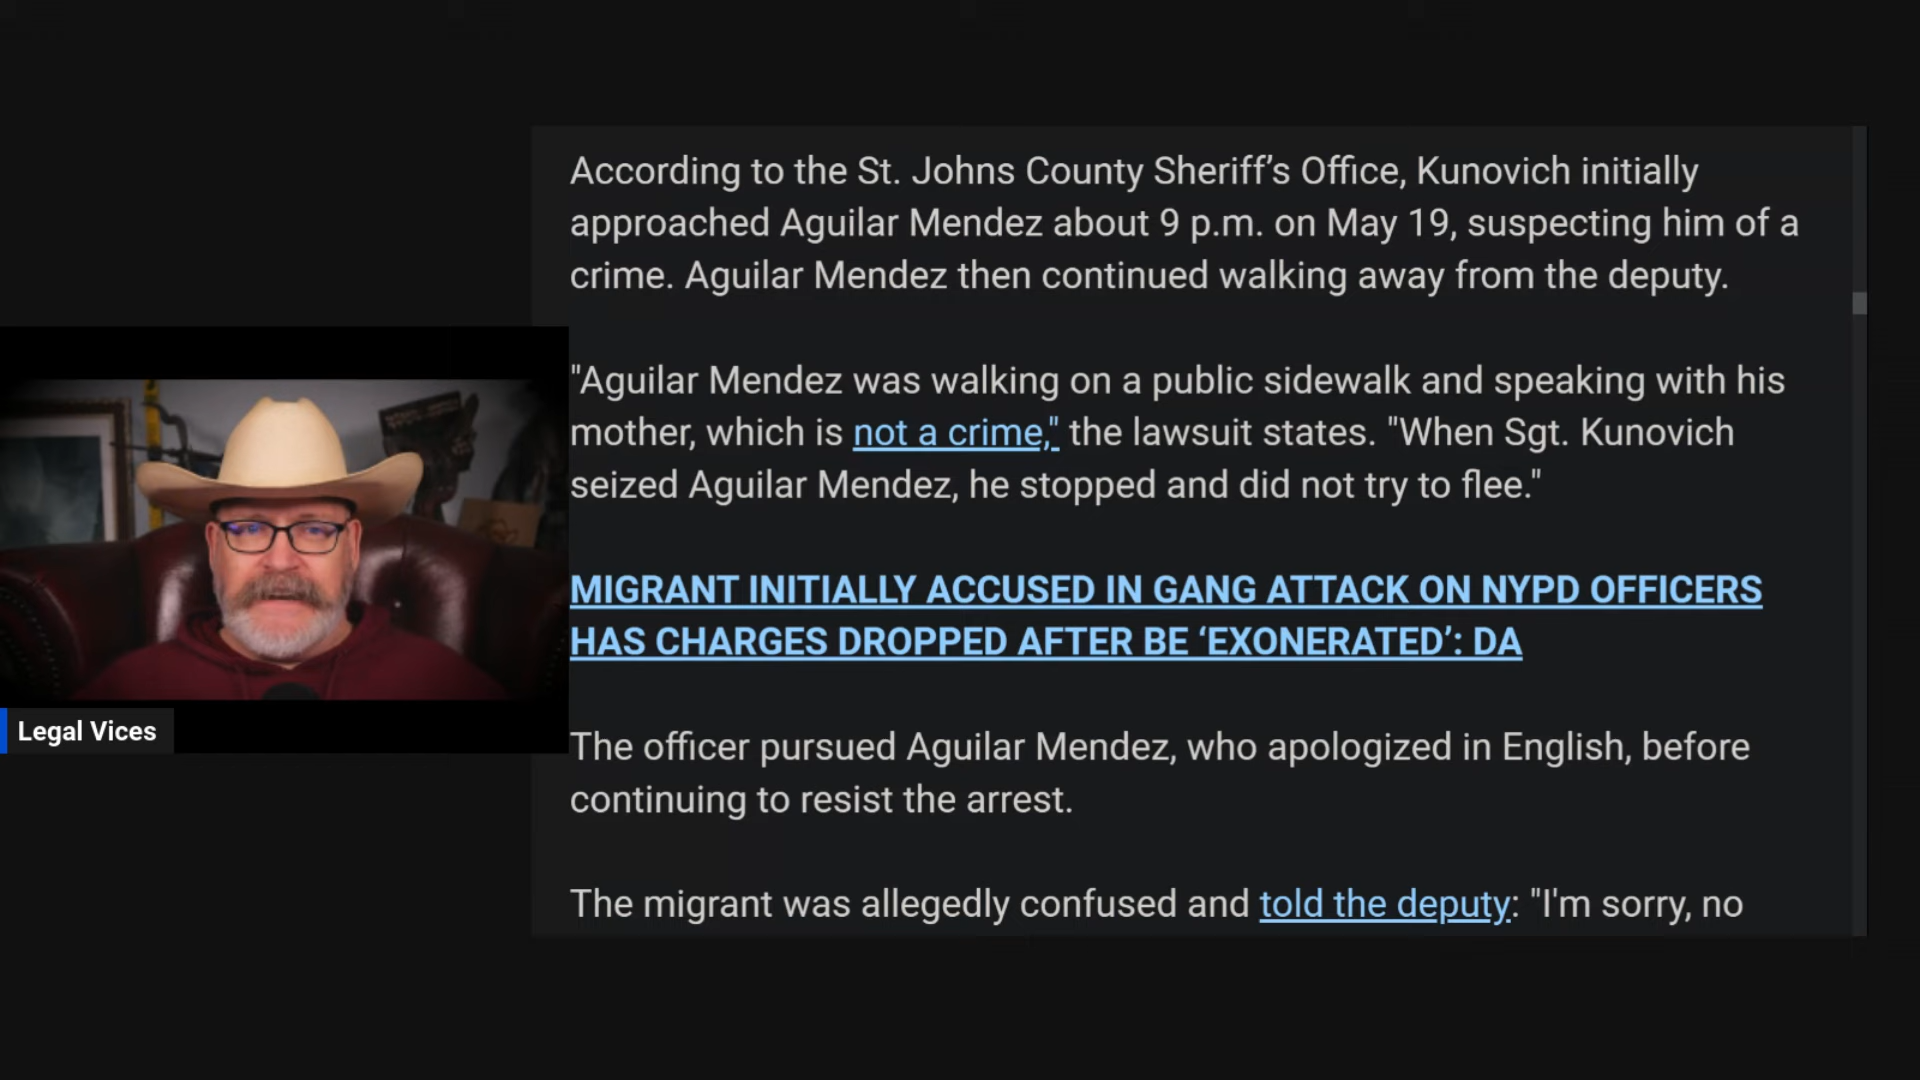 According to the St. Johns County Sheriff’s Office, Kunovich initially
approached Aguilar Mendez about 9 p.m. on May 19, suspecting him of a
crime. Aguilar Mendez then continued walking away from the deputy.
"Aguilar Mendez was walking on a public sidewalk and speaking with his
mother, which is not a crime," the lawsuit states. "When Sgt. Kunovich
seized Aguilar Mendez, he stopped and did not try to flee."
MIGRANT INITIALLY ACCUSED IN GANG ATTACK ON NYPD OFFICERS
HAS CHARGES DROPPED AFTER BE ‘EXONERATED’: DA
Legal Vices
The officer pursued Aguilar Mendez, who apologized in English, before
continuing to resist the arrest.
The migrant was allegedly confused and told the deputy: "I'm sorry, no